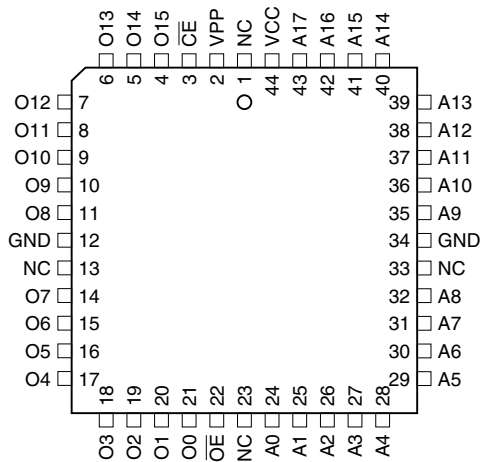 O13 O14 O15 C̅E̅ VPP NC VCC A17 A16 A15 A14
6 5 4 3 2 1 44 43 42 41 40
O12 7 39 A13
O11 8 38 A12
O10 9 37 A11
O9 10 36 A10
O8 11 35 A9
GND 12 34 GND
NC 13 33 NC
O7 14 32 A8
O6 15 31 A7
O5 16 30 A6
O4 17 29 A5
18 19 20 21 22 23 24 25 26 27 28
O3 O2 O1 O0 O̅E̅ NC A0 A1 A2 A3 A4